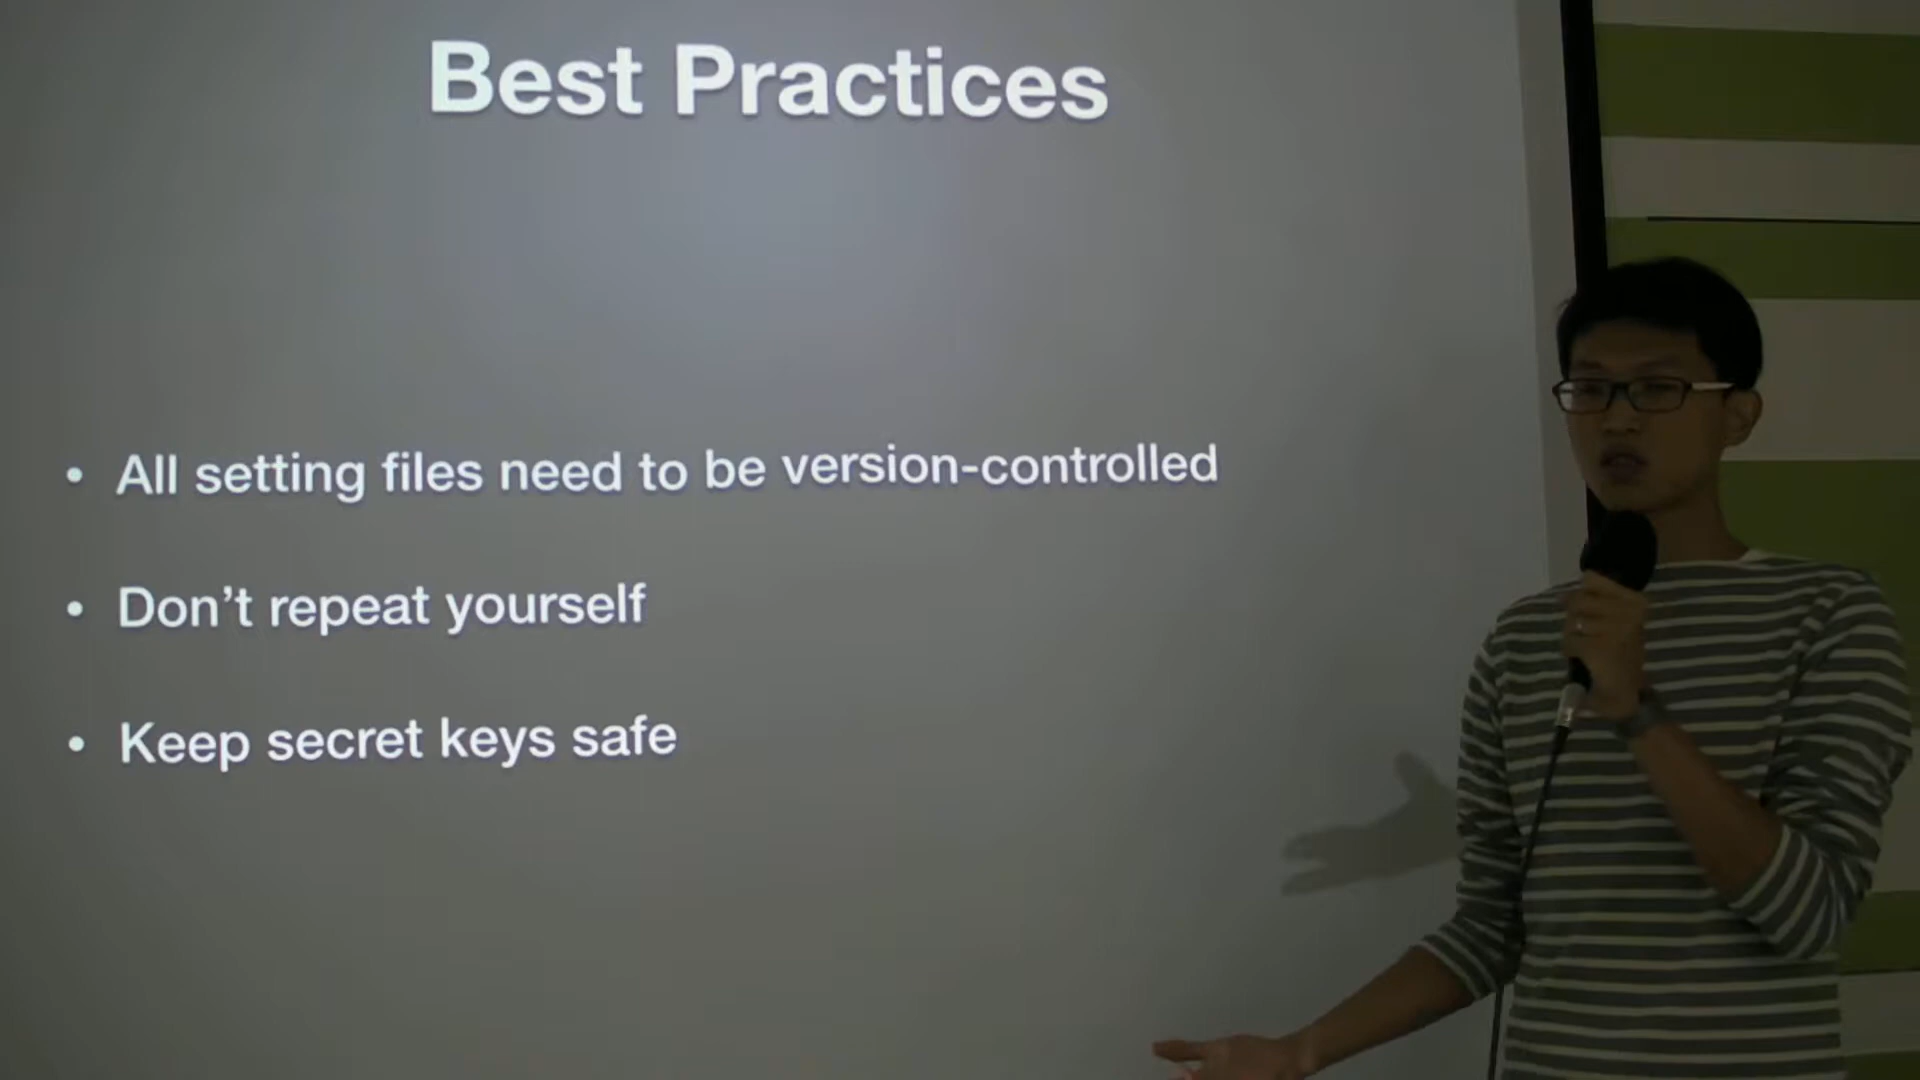 Best Practices
• All setting files need to be version-controlled
• Don’t repeat yourself
• Keep secret keys safe